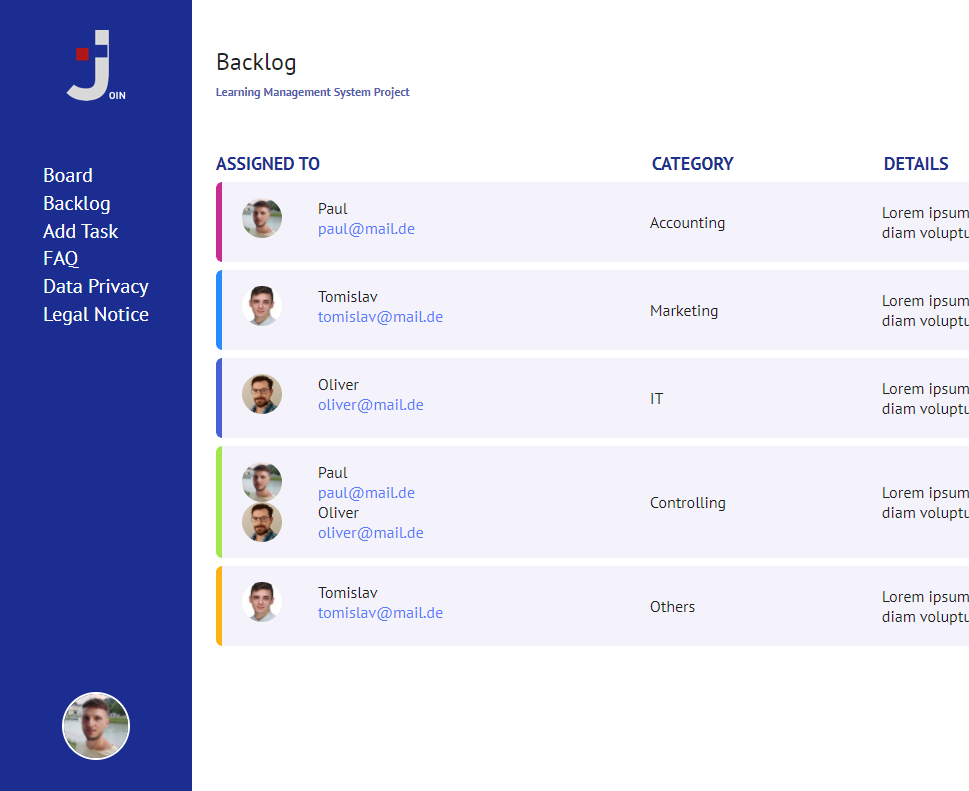 OIN
Board
Backlog
Add Task
FAQ
Data Privacy
Legal Notice
Backlog
Learning Management System Project
ASSIGNED TO CATEGORY DETAILS
Paul
paul@mail.de
Accounting
Lorem ipsum
diam voluptu
Tomislav
tomislav@mail.de
Marketing
Lorem ipsum
diam voluptu
Oliver
oliver@mail.de
IT
Lorem ipsum
diam voluptu
Paul
paul@mail.de
Oliver
oliver@mail.de
Controlling
Lorem ipsum
diam voluptu
Tomislav
tomislav@mail.de
Others
Lorem ipsum
diam voluptu